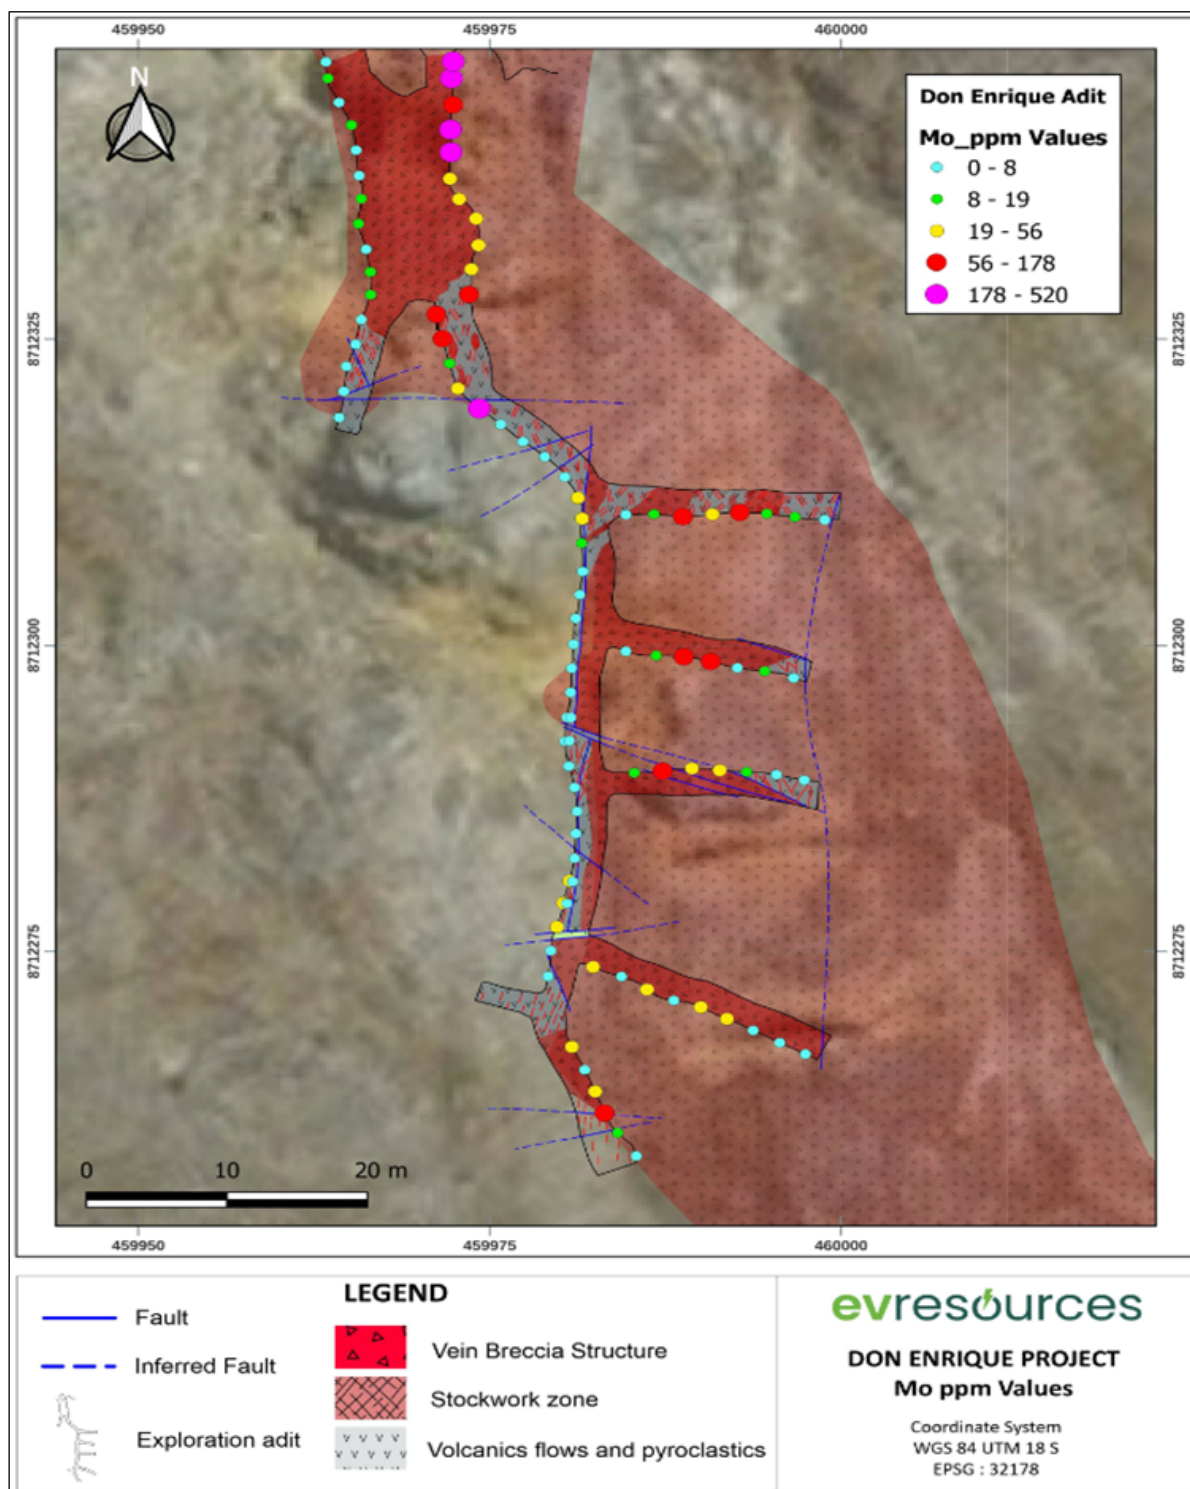 459950 459975 460000
N
Don Enrique Adit
Mo_ppm Values
0 - 8
8 - 19
19 - 56
56 - 178
178 - 520
8712325 8712325
8712300 8712300
8712275 8712275
0 10 20 m
459950 459975 460000
LEGEND
Fault
Inferred Fault
Exploration adit
Vein Breccia Structure
Stockwork zone
Volcanics flows and pyroclastics
evresources
DON ENRIQUE PROJECT
Mo ppm Values
Coordinate System
WGS 84 UTM 18 S
EPSG : 32178